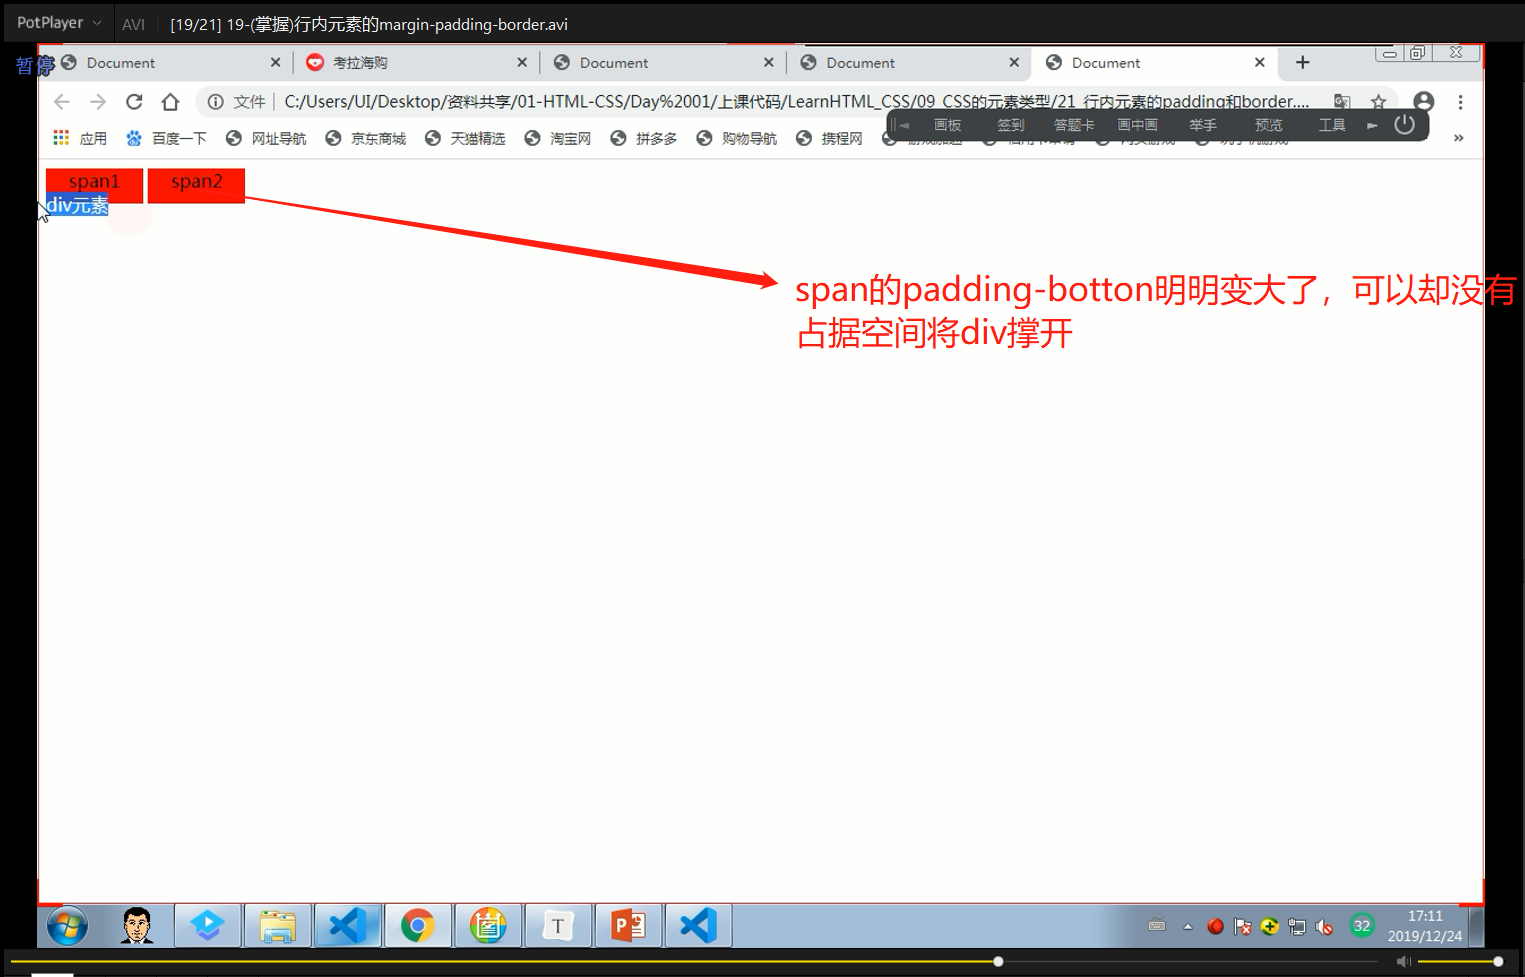 PotPlayer AVI [19/21] 19-(掌握)行内元素的margin-padding-border.avi
暂停
Document 考拉海购 Document Document Document
文件 C:/Users/UI/Desktop/资料共享/01-HTML-CSS/Day%2001/上课代码/LearnHTML_CSS/09_CSS的元素类型/21_行内元素的padding和border....
画板 签到 答题卡 画中画 举手 预览 工具
应用 百度一下 网址导航 京东商城 天猫精选 淘宝网 拼多多 购物导航 携程网 »
span1 span2
div元素
span的padding-botton明明变大了，可以却没有
占据空间将div撑开
T
32
17:11
2019/12/24